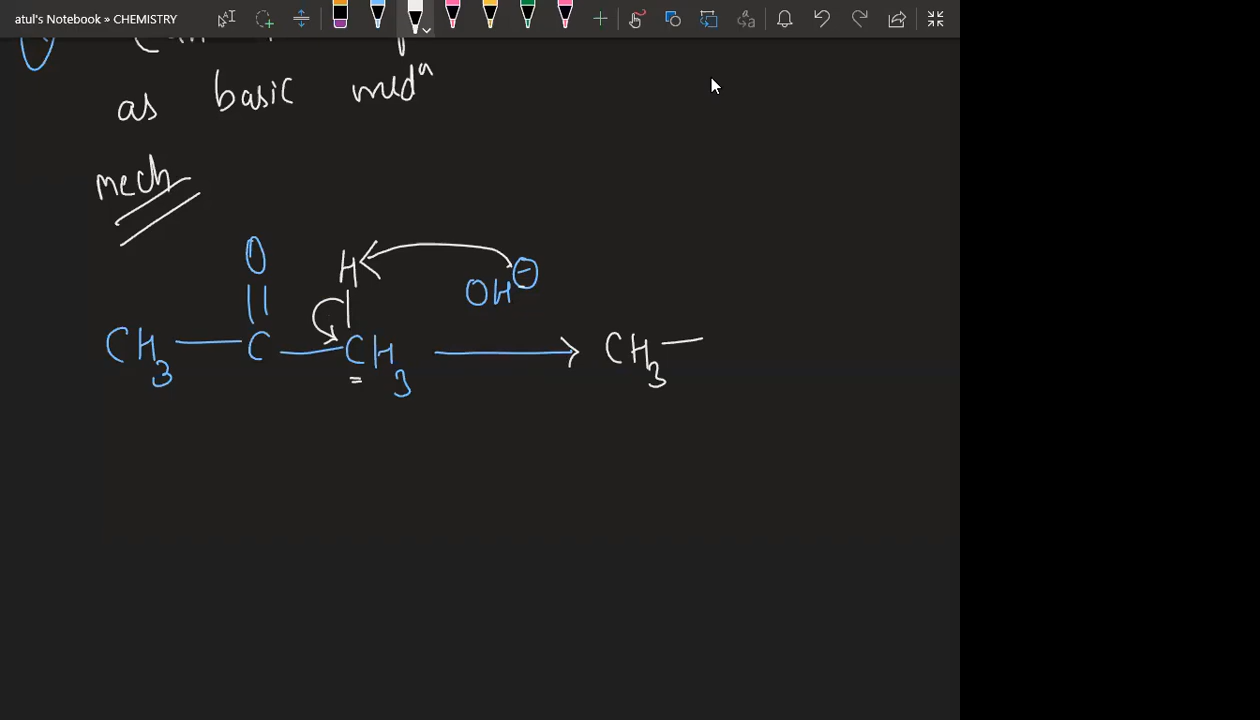 atul's Notebook » CHEMISTRY
as basic medⁿ
mech
O
||
H
OH⊖
CH₃ — C — CH₃ → CH₃ —